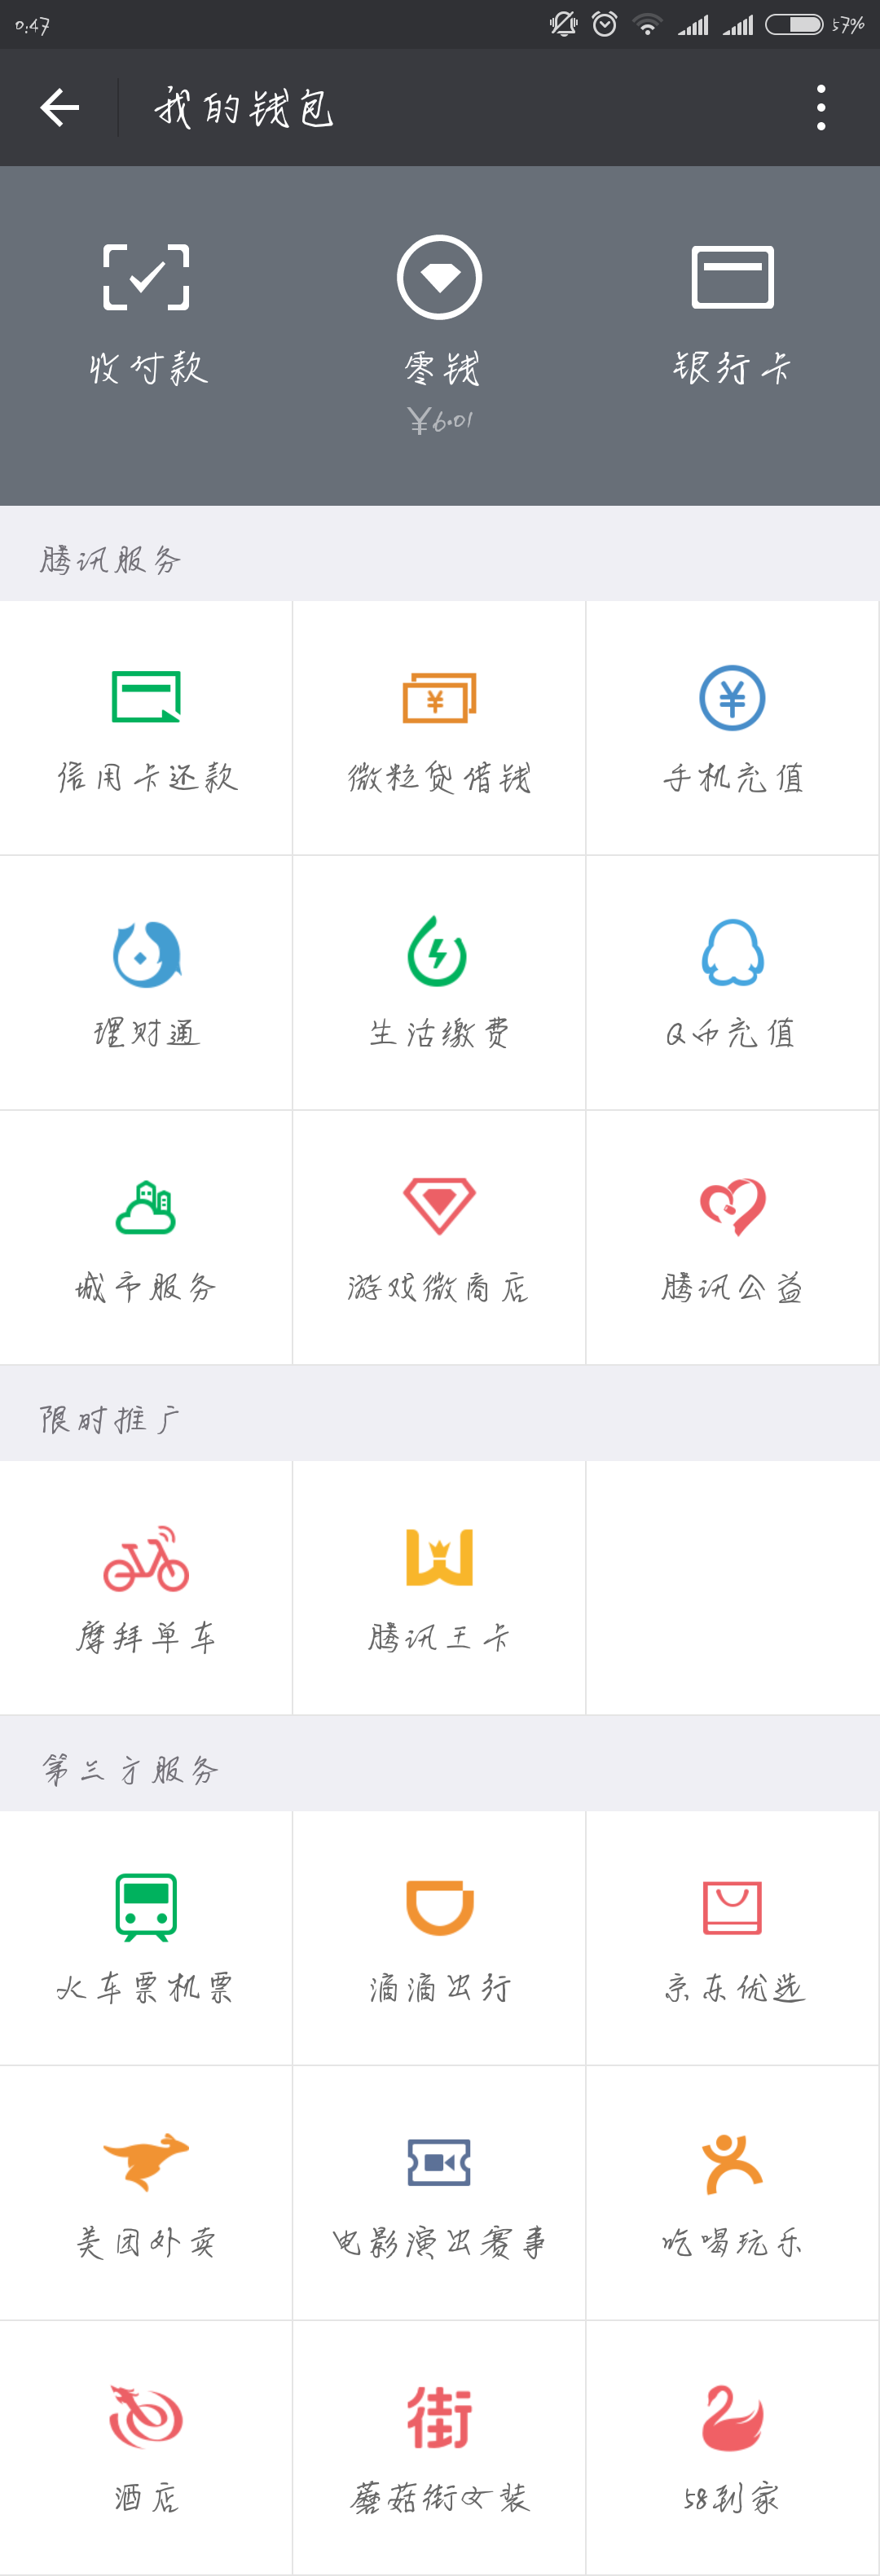 0:47
57%
我的钱包
收付款
零钱
银行卡
¥6.01
腾讯服务
信用卡还款
微粒贷借钱
手机充值
理财通
生活缴费
Q币充值
城市服务
游戏微商店
腾讯公益
限时推广
摩拜单车
腾讯王卡
第三方服务
火车票机票
滴滴出行
京东优选
美团外卖
电影演出赛事
吃喝玩乐
街
酒店
蘑菇街女装
58到家